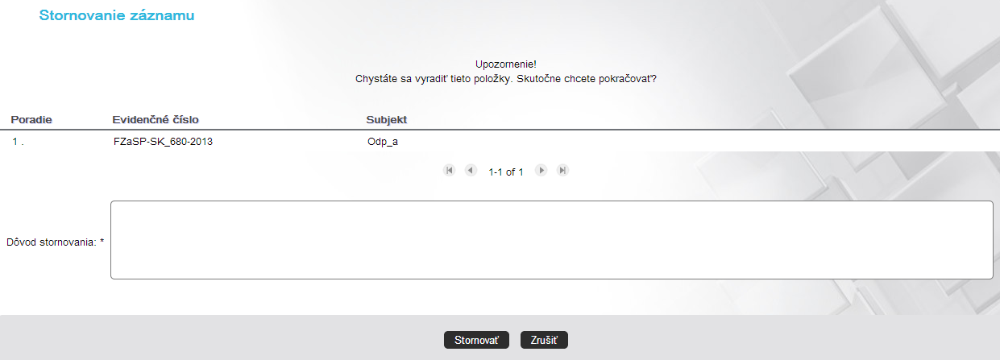 Stornovanie záznamu
Upozornenie!
Chystáte sa vyradiť tieto položky. Skutočne chcete pokračovať?
Poradie Evidenčné číslo Subjekt
1 . FZaSP-SK_680-2013 Odp_a
1-1 of 1
Dôvod stornovania: *
Stornovať Zrušiť